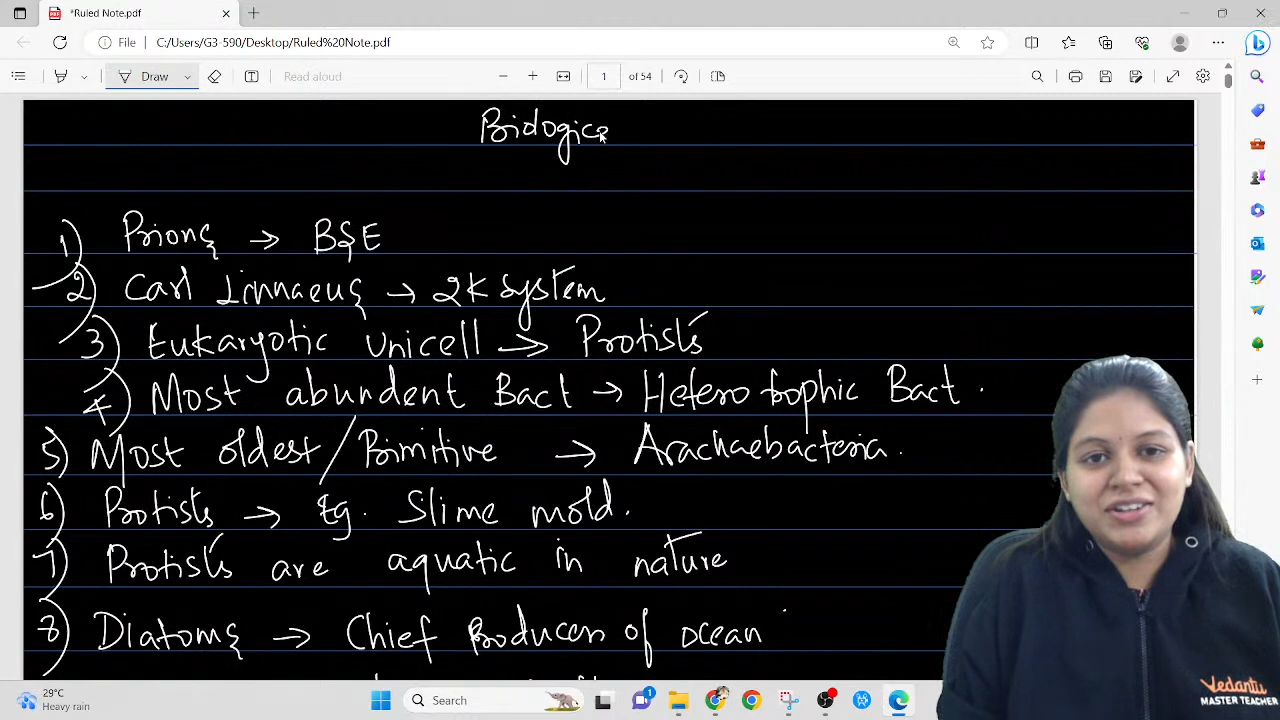 *Ruled Note.pdf
File C:/Users/G3-590/Desktop/Ruled%20Note.pdf
Draw Read aloud 1 of 54
Biologica
1) Prions → BSE
2) Carl Linnaeus → 2K system
3) Eukaryotic unicell → Protists
4) Most abundent Bact → Heterotrophic Bact.
5) Most oldest/Primitive → Arachaebacteria.
6) Protists → Eg. Slime mold.
7) Protists are aquatic in nature
8) Diatoms → Chief Producers of ocean
Vedantu
MASTER TEACHER
29°C
Heavy rain
Search
1